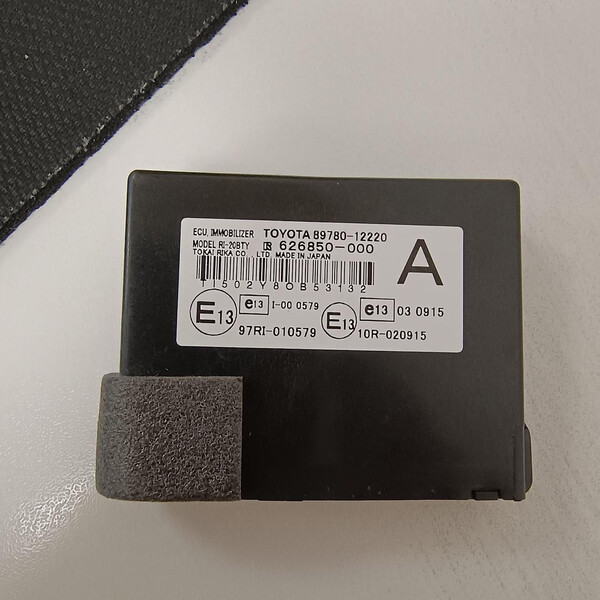 ECU, IMMOBILIZER TOYOTA 89780-12220
MODEL RI-20BTY 626850-000
TOKAI RIKA CO., LTD. MADE IN JAPAN
A
11502Y80B53132
E13 e13 I-00 0579
97RI-010579
E13 e13 03 0915
10R-020915